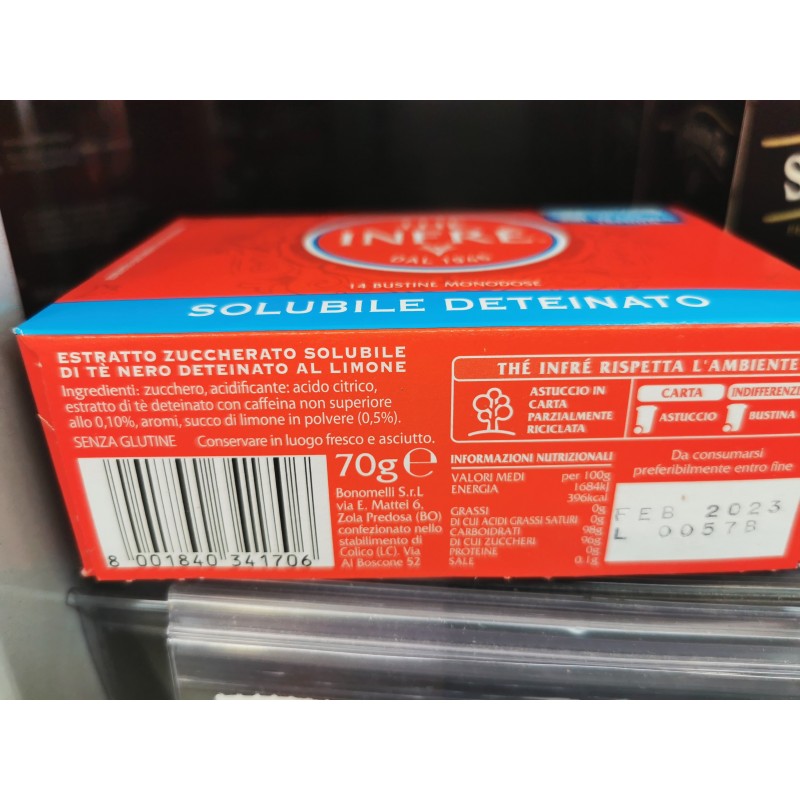 INFRÉ
DAL 1946
14 BUSTINE MONODOSE
SOLUBILE DETEINATO
ESTRATTO ZUCCHERATO SOLUBILE
DI TÈ NERO DETEINATO AL LIMONE
Ingredienti: zucchero, acidificante: acido citrico,
estratto di tè deteinato con caffeina non superiore
allo 0,10%, aromi, succo di limone in polvere (0,5%).
SENZA GLUTINE Conservare in luogo fresco e asciutto.
8 001840 341706
70g e
Bonomelli S.r.L
via E. Mattei 6,
Zola Predosa (BO)
confezionato nello
stabilimento di
Colico (LC). Via
Al Boscone 52
THÉ INFRÉ RISPETTA L'AMBIENTE
ASTUCCIO IN
CARTA
PARZIALMENTE
RICICLATA
CARTA
ASTUCCIO
INDIFFERENZI
BUSTINA
INFORMAZIONI NUTRIZIONALI
VALORI MEDI per 100g
ENERGIA 1684kJ
396kcal
GRASSI 0g
DI CUI ACIDI GRASSI SATURI 0g
CARBOIDRATI 98g
DI CUI ZUCCHERI 96g
PROTEINE 0g
SALE 0.1g
Da consumarsi
preferibilmente entro fine
FEB 2023
L 00578